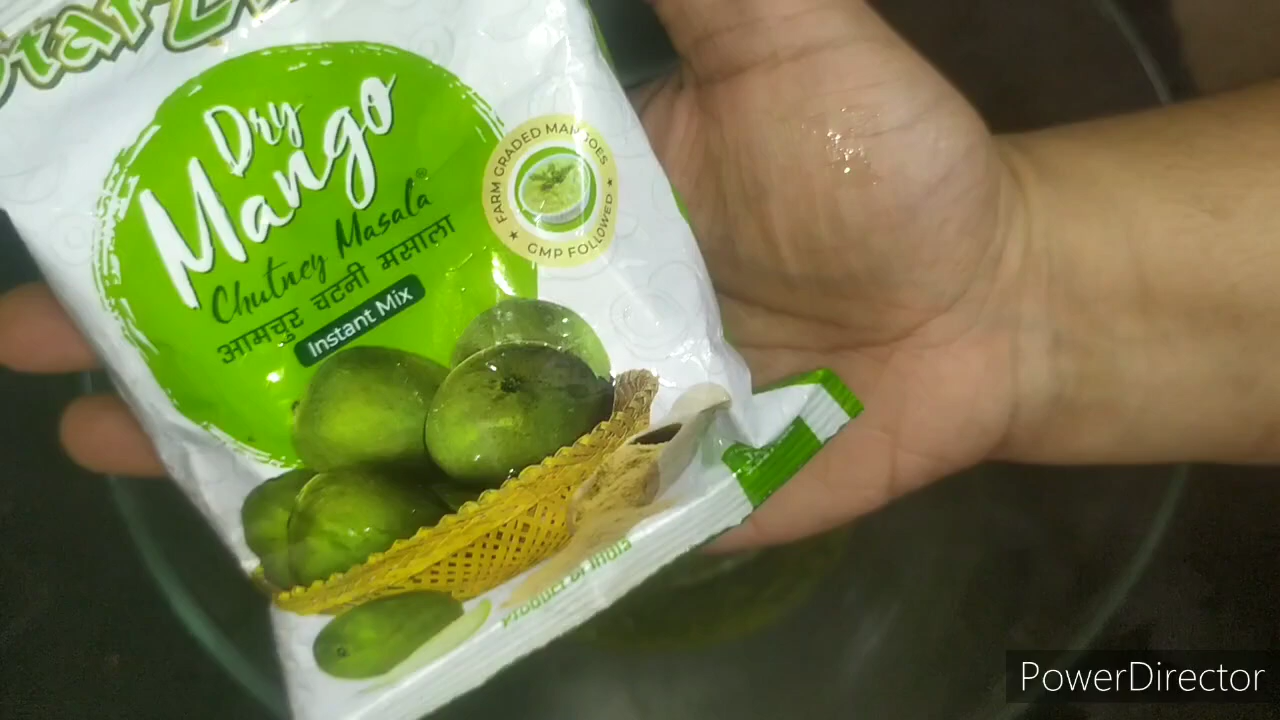 Dry
Mango
Chutney Masala®
आमचुर चटनी मसाला
Instant Mix
FARM GRADED MANGOES
★ GMP FOLLOWED ★
Product of India
PowerDirector